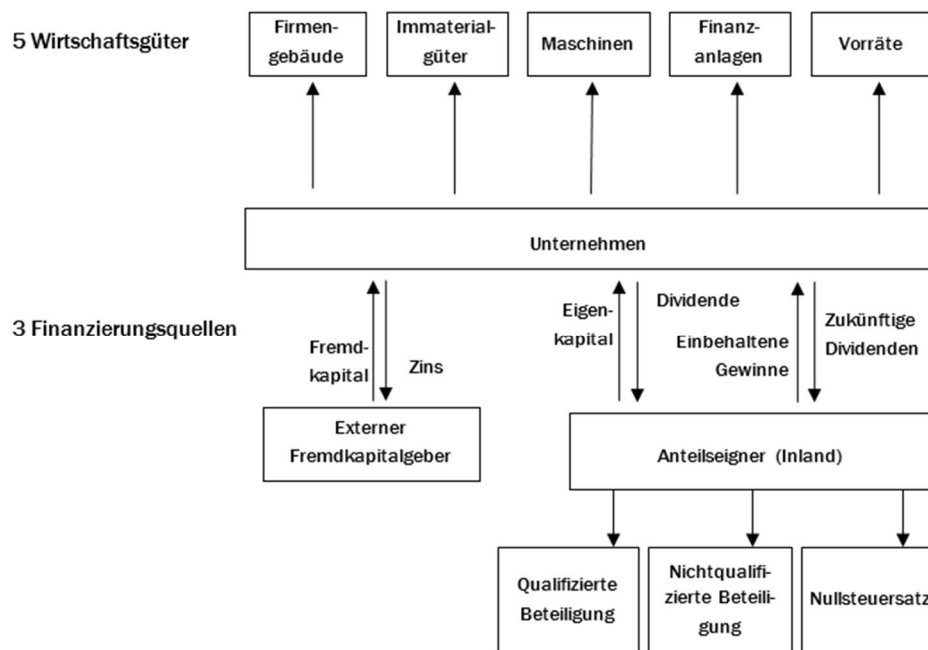 5 Wirtschaftsgüter
Firmen-
gebäude
Immaterial-
güter
Maschinen
Finanz-
anlagen
Vorräte
Unternehmen
3 Finanzierungsquellen
Fremd-
kapital
Zins
Eigen-
kapital
Dividende
Einbehaltene
Gewinne
Zukünftige
Dividenden
Externer
Fremdkapitalgeber
Anteilseigner (Inland)
Qualifizierte
Beteiligung
Nichtqualifi-
zierte Beteili-
gung
Nullsteuersatz